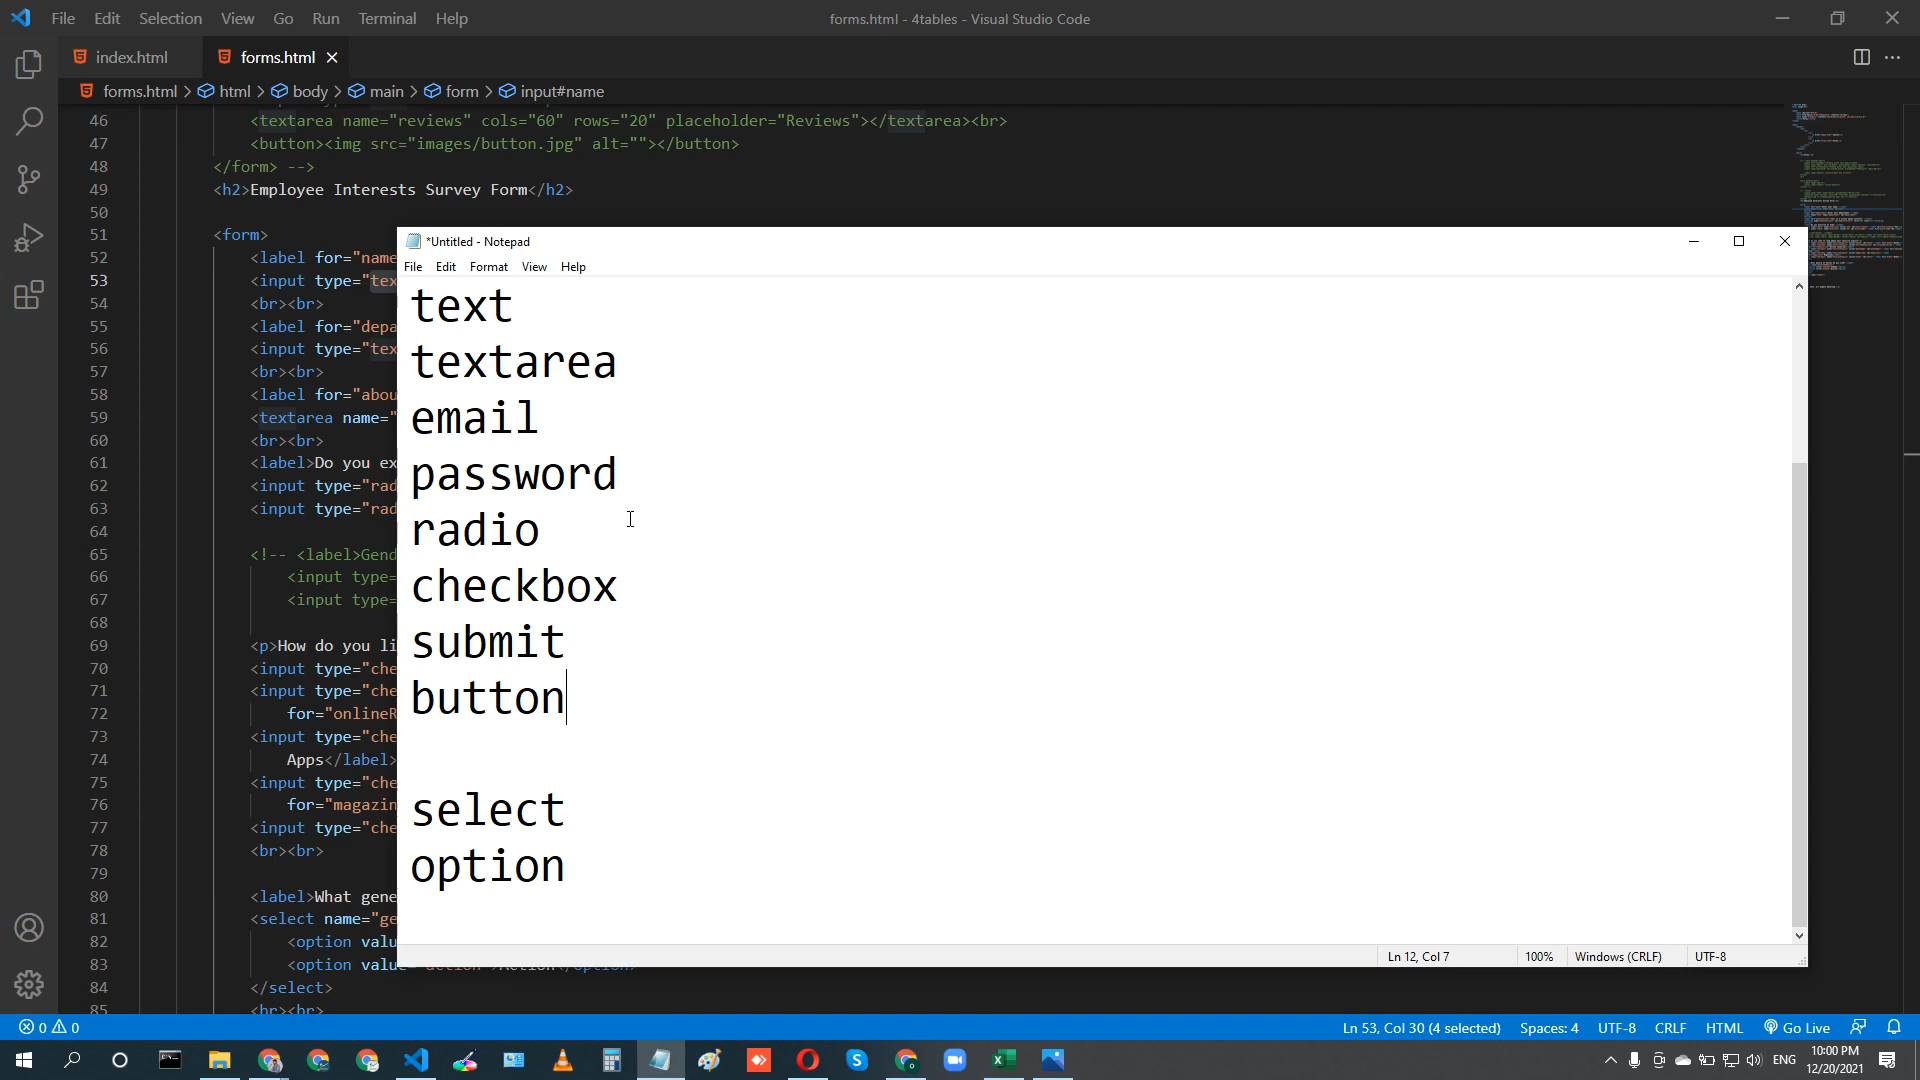 File Edit Selection View Go Run Terminal Help
forms.html - 4tables - Visual Studio Code
index.html
forms.html
forms.html > html > body > main > form > input#name
46 <textarea name="reviews" cols="60" rows="20" placeholder="Reviews"></textarea><br>
47 <button><img src="images/button.jpg" alt=""></button>
48 </form> -->
49 <h2>Employee Interests Survey Form</h2>
50
51 <form>
52 <label for="name
53 <input type="tex
54 <br><br>
55 <label for="depa
56 <input type="tex
57 <br><br>
58 <label for="abou
59 <textarea name="
60 <br><br>
61 <label>Do you ex
62 <input type="rad
63 <input type="rad
64
65 <!-- <label>Gend
66 <input type=
67 <input type=
68
69 <p>How do you li
70 <input type="che
71 <input type="che
72 for="onlineR
73 <input type="che
74 Apps</label>
75 <input type="che
76 for="magazin
77 <input type="che
78 <br><br>
79
80 <label>What gene
81 <select name="ge
82 <option valu
83 <option value="action">Action</option>
84 </select>
85 <br><br>
*Untitled - Notepad
File Edit Format View Help
text
textarea
email
password
radio
checkbox
submit
button
select
option
Ln 12, Col 7 100% Windows (CRLF) UTF-8
0 0 Ln 53, Col 30 (4 selected) Spaces: 4 UTF-8 CRLF HTML Go Live
ENG
10:00 PM
12/20/2021